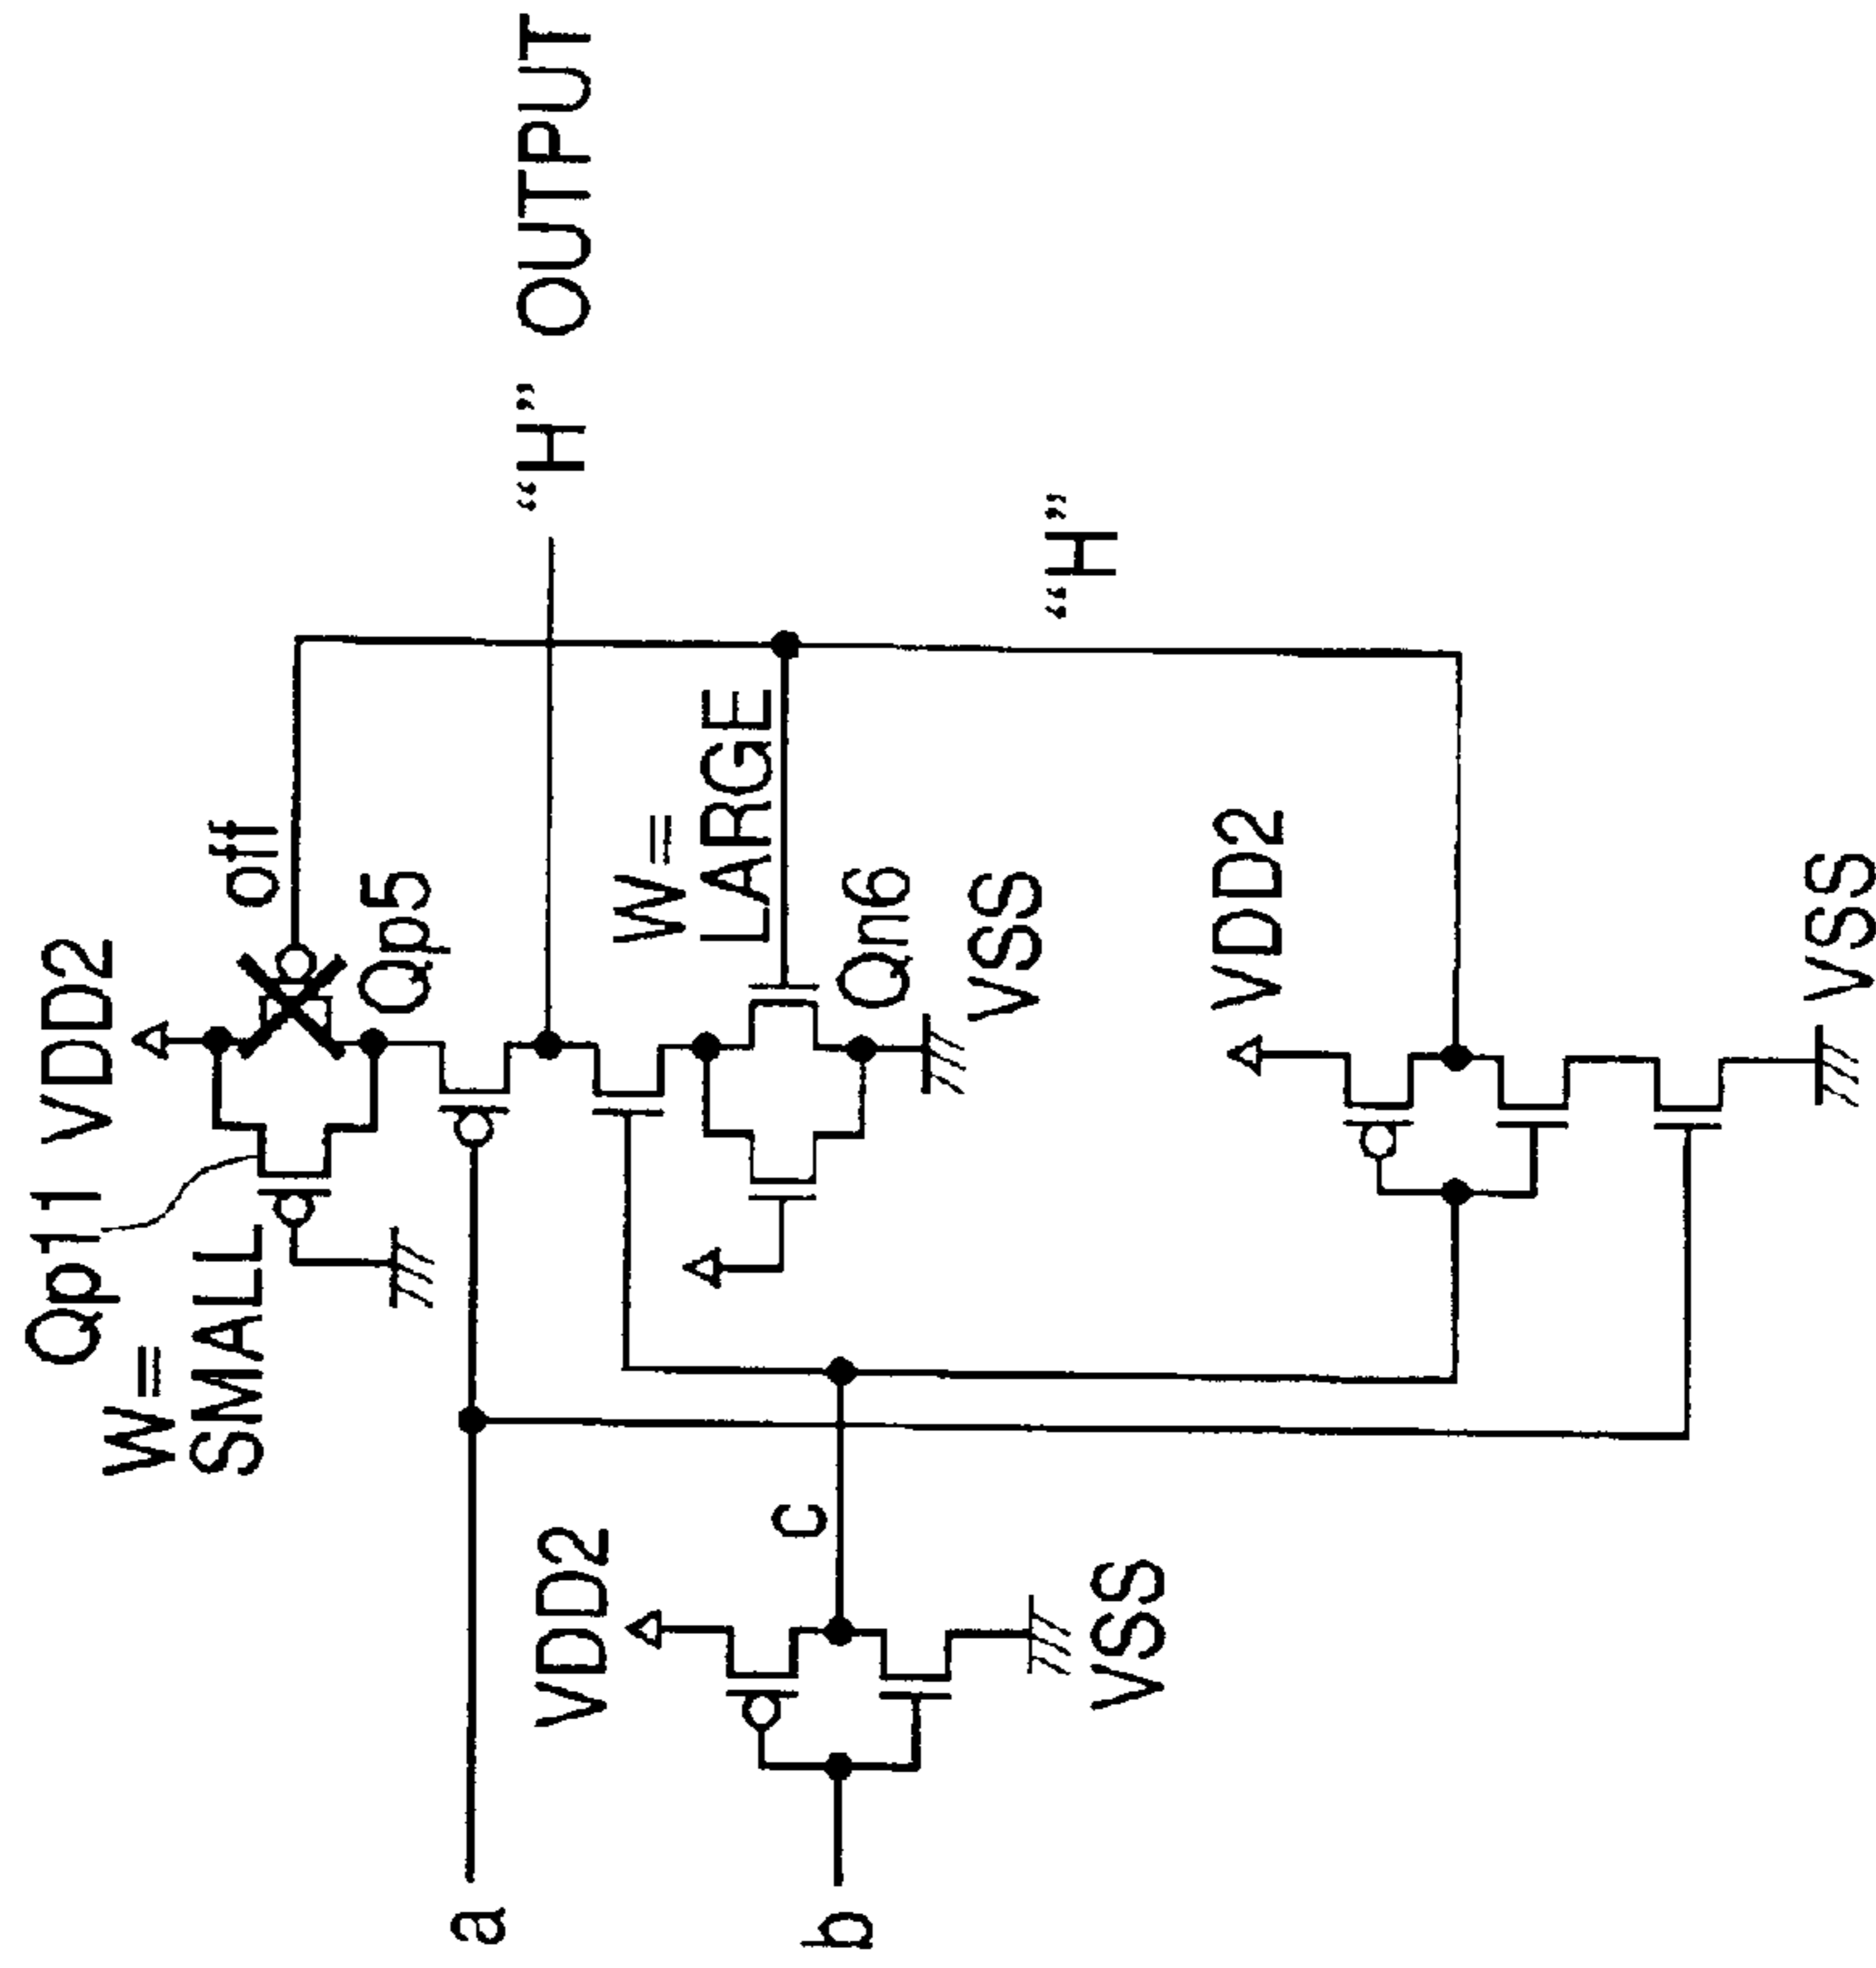 Qp11
VDD2
W=
SMALL
off
Qp5
"H" OUTPUT
W=
LARGE
Qn6
VSS
"H"
a
VDD2
c
b
VSS
VDD2
VSS